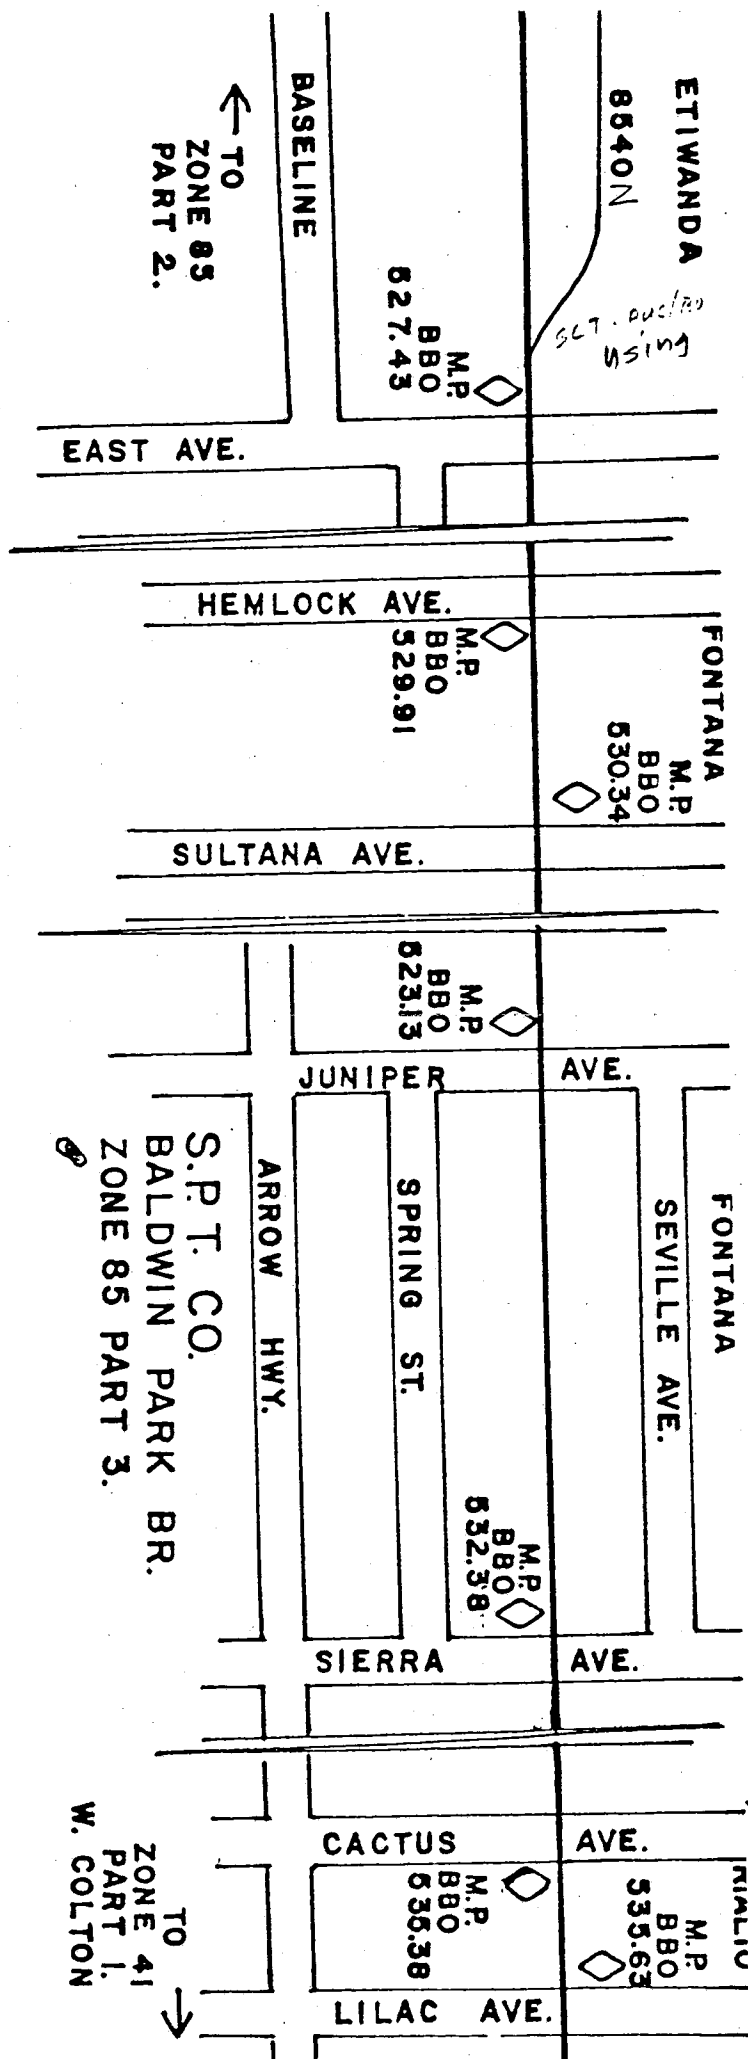 ETIWANDA
8540N
using
BASELINE
← TO
ZONE 85
PART 2.
M.P.
BBO
527.43
EAST AVE.
HEMLOCK AVE.
M.P.
BBO
529.91
FONTANA
M.P.
BBO
530.34
SULTANA AVE.
M.P.
BBO
523.13
JUNIPER AVE.
FONTANA
SEVILLE AVE.
SPRING ST.
ARROW HWY.
S.P.T. CO.
BALDWIN PARK BR.
ZONE 85 PART 3.
M.P.
BBO
532.38
SIERRA AVE.
CACTUS AVE.
RIALTO
M.P.
BBO
535.38
M.P.
BBO
535.63
LILAC AVE.
TO
ZONE 41 →
PART 1.
W. COLTON